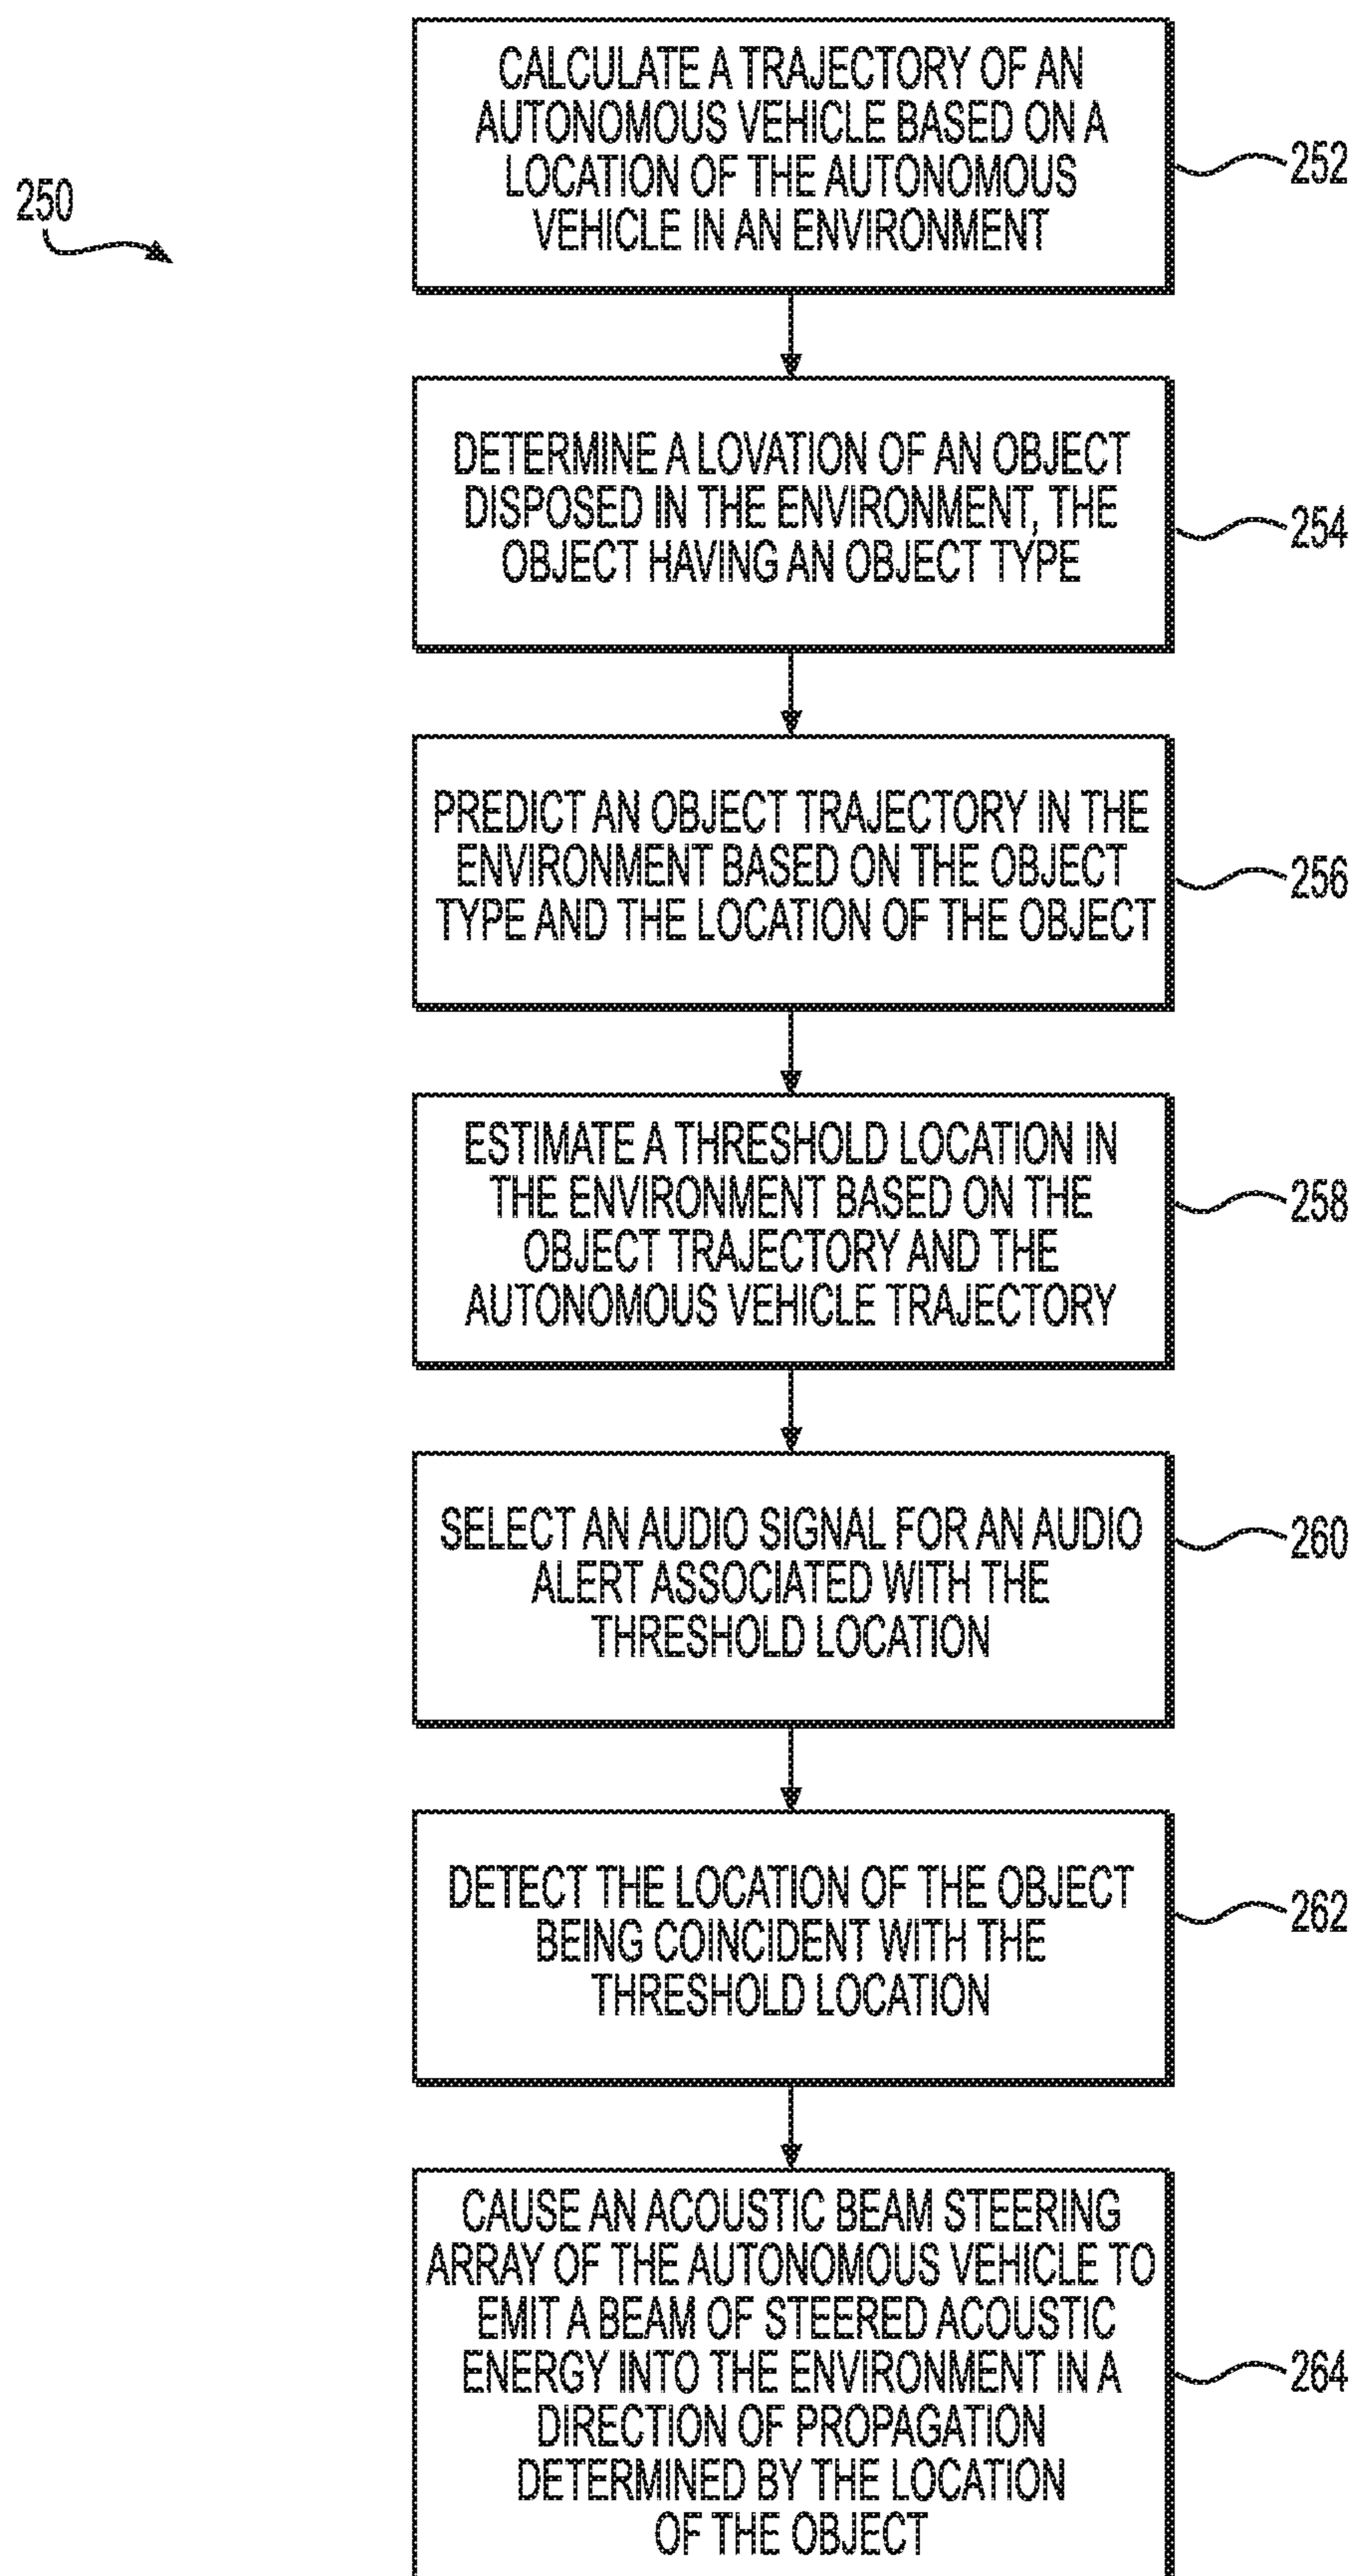 250
CALCULATE A TRAJECTORY OF AN
AUTONOMOUS VEHICLE BASED ON A
LOCATION OF THE AUTONOMOUS
VEHICLE IN AN ENVIRONMENT
252
DETERMINE A LOVATION OF AN OBJECT
DISPOSED IN THE ENVIRONMENT, THE
OBJECT HAVING AN OBJECT TYPE
254
PREDICT AN OBJECT TRAJECTORY IN THE
ENVIRONMENT BASED ON THE OBJECT
TYPE AND THE LOCATION OF THE OBJECT
256
ESTIMATE A THRESHOLD LOCATION IN
THE ENVIRONMENT BASED ON THE
OBJECT TRAJECTORY AND THE
AUTONOMOUS VEHICLE TRAJECTORY
258
SELECT AN AUDIO SIGNAL FOR AN AUDIO
ALERT ASSOCIATED WITH THE
THRESHOLD LOCATION
260
DETECT THE LOCATION OF THE OBJECT
BEING COINCIDENT WITH THE
THRESHOLD LOCATION
262
CAUSE AN ACOUSTIC BEAM STEERING
ARRAY OF THE AUTONOMOUS VEHICLE TO
EMIT A BEAM OF STEERED ACOUSTIC
ENERGY INTO THE ENVIRONMENT IN A
DIRECTION OF PROPAGATION
DETERMINED BY THE LOCATION
OF THE OBJECT
264